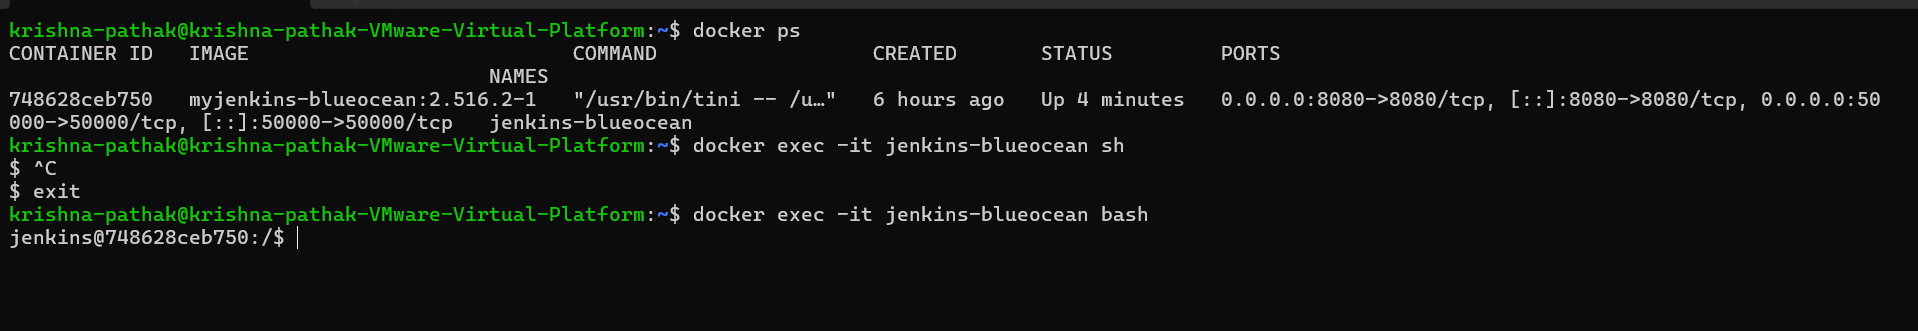 krishna-pathak@krishna-pathak-VMware-Virtual-Platform:~$ docker ps
CONTAINER ID   IMAGE                           COMMAND                  CREATED       STATUS         PORTS
                                        NAMES
748628ceb750   myjenkins-blueocean:2.516.2-1   "/usr/bin/tini -- /u…"   6 hours ago   Up 4 minutes   0.0.0.0:8080->8080/tcp, [::]:8080->8080/tcp, 0.0.0.0:50
000->50000/tcp, [::]:50000->50000/tcp   jenkins-blueocean
krishna-pathak@krishna-pathak-VMware-Virtual-Platform:~$ docker exec -it jenkins-blueocean sh
$ ^C
$ exit
krishna-pathak@krishna-pathak-VMware-Virtual-Platform:~$ docker exec -it jenkins-blueocean bash
jenkins@748628ceb750:/$